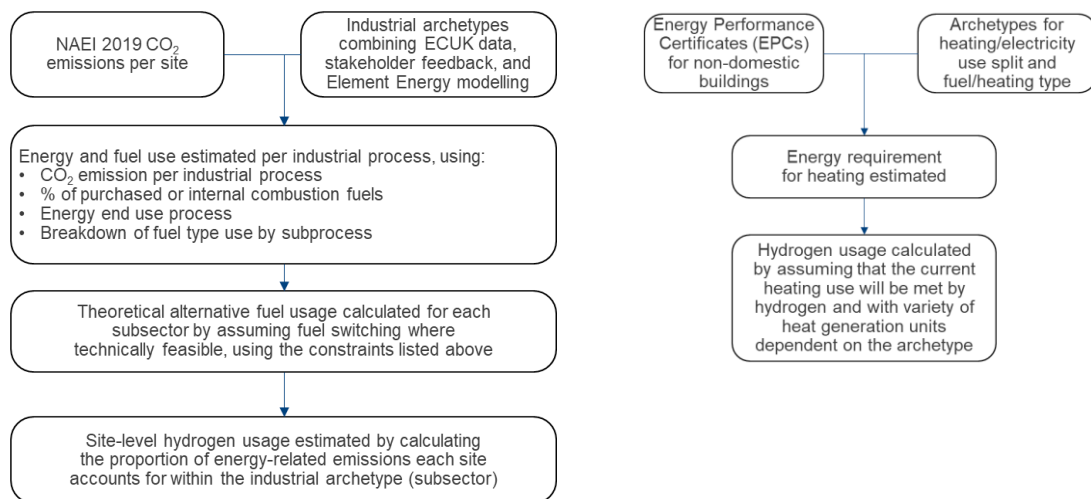 NAEI 2019 CO2
emissions per site
Industrial archetypes
combining ECUK data,
stakeholder feedback, and
Element Energy modelling
Energy and fuel use estimated per industrial process, using:
• CO2 emission per industrial process
• % of purchased or internal combustion fuels
• Energy end use process
• Breakdown of fuel type use by subprocess
Theoretical alternative fuel usage calculated for each
subsector by assuming fuel switching where
technically feasible, using the constraints listed above
Site-level hydrogen usage estimated by calculating
the proportion of energy-related emissions each site
accounts for within the industrial archetype (subsector)
Energy Performance
Certificates (EPCs)
for non-domestic
buildings
Archetypes for
heating/electricity
use split and
fuel/heating type
Energy requirement
for heating estimated
Hydrogen usage calculated
by assuming that the current
heating use will be met by
hydrogen and with variety of
heat generation units
dependent on the archetype